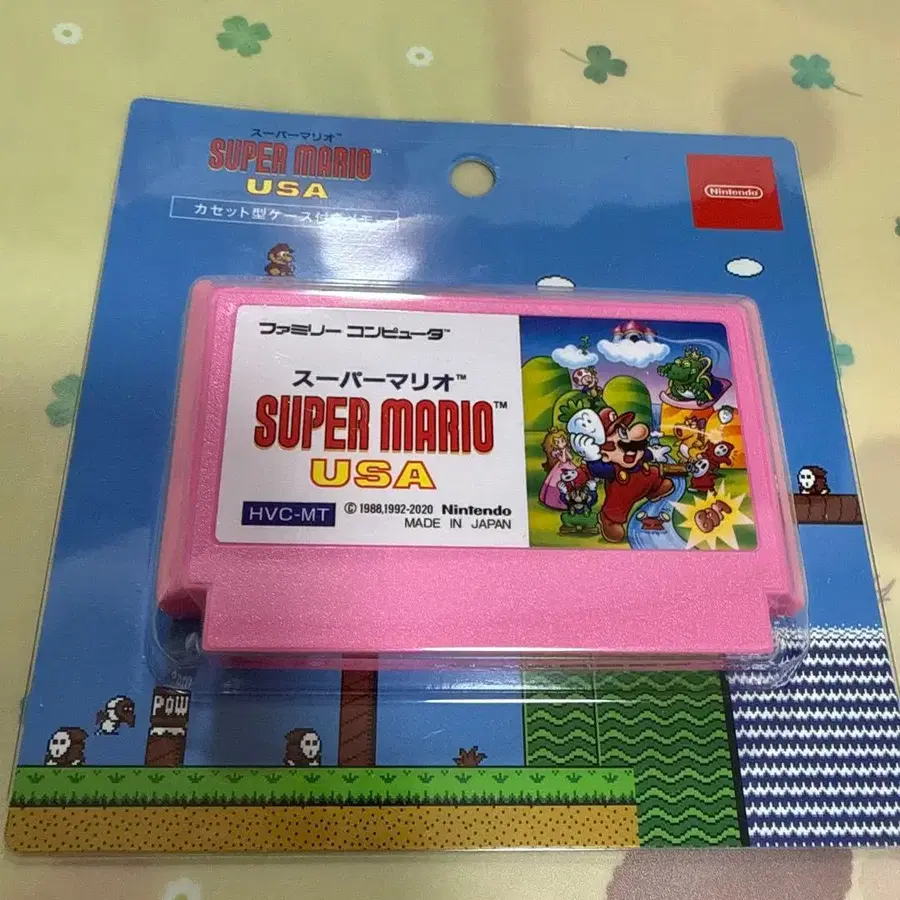 スーパーマリオ™
SUPER MARIO™
USA
カセット型ケース付きメモ
Nintendo
ファミリー コンピュータ™
スーパーマリオ™
SUPER MARIO™
USA
HVC-MT
© 1988,1992-2020 Nintendo
MADE IN JAPAN
POW